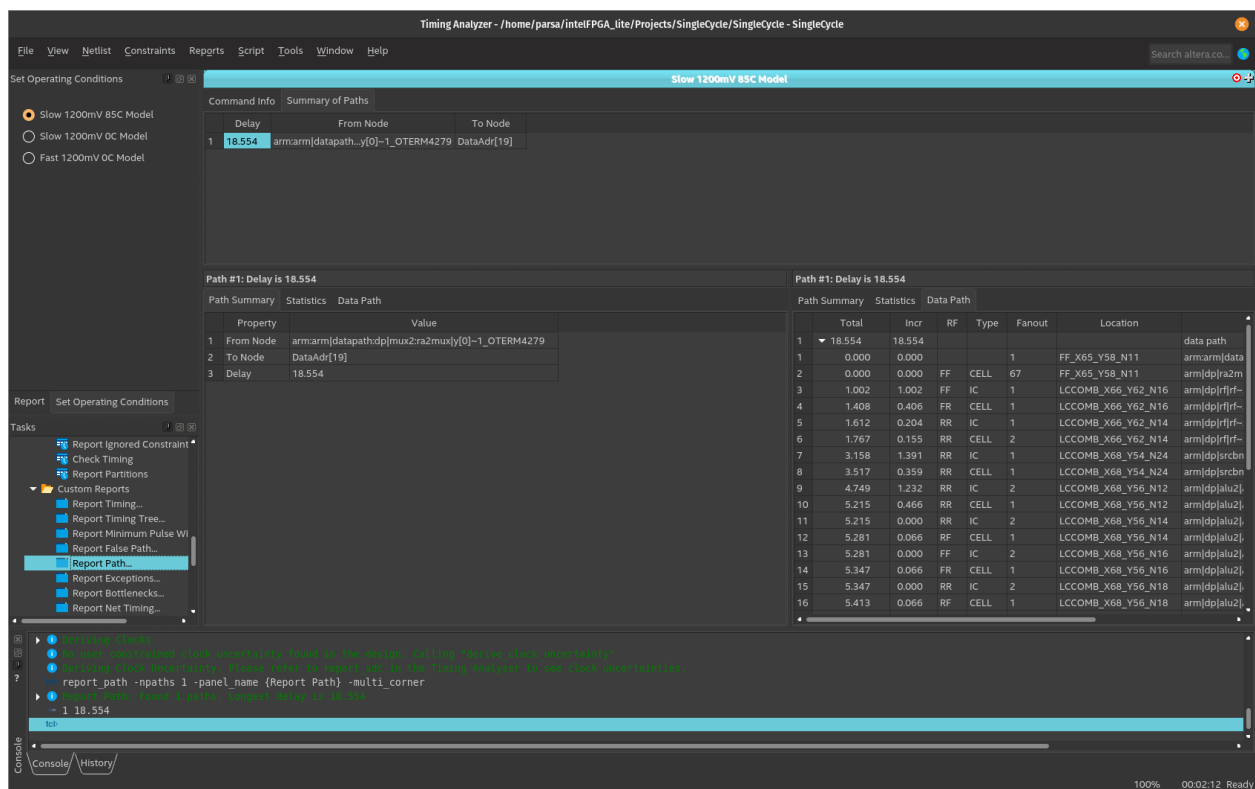 Timing Analyzer - /home/parsa/intelFPGA_lite/Projects/SingleCycle/SingleCycle - SingleCycle
File View Netlist Constraints Reports Script Tools Window Help
Search altera.co...
Set Operating Conditions
Slow 1200mV 85C Model
Slow 1200mV 0C Model
Fast 1200mV 0C Model
Report Set Operating Conditions
Tasks
Report Ignored Constraint
Check Timing
Report Partitions
Custom Reports
Report Timing...
Report Timing Tree...
Report Minimum Pulse Wi
Report False Path...
Report Path...
Report Exceptions...
Report Bottlenecks...
Report Net Timing...
Slow 1200mV 85C Model
Command Info Summary of Paths
Delay From Node To Node
1 18.554 arm:arm|datapath...y[0]~1_OTERM4279 DataAdr[19]
Path #1: Delay is 18.554
Path Summary Statistics Data Path
Property Value
1 From Node arm:arm|datapath:dp|mux2:ra2mux|y[0]~1_OTERM4279
2 To Node DataAdr[19]
3 Delay 18.554
Path #1: Delay is 18.554
Path Summary Statistics Data Path
Total Incr RF Type Fanout Location
1 18.554 18.554 data path
1 0.000 0.000 1 FF_X65_Y58_N11 arm:arm|data
2 0.000 0.000 FF CELL 67 FF_X65_Y58_N11 arm|dp|ra2m
3 1.002 1.002 FF IC 1 LCCOMB_X66_Y62_N16 arm|dp|rf|rf~
4 1.408 0.406 FR CELL 1 LCCOMB_X66_Y62_N16 arm|dp|rf|rf~
5 1.612 0.204 RR IC 1 LCCOMB_X66_Y62_N14 arm|dp|rf|rf~
6 1.767 0.155 RR CELL 2 LCCOMB_X66_Y62_N14 arm|dp|rf|rf~
7 3.158 1.391 RR IC 1 LCCOMB_X68_Y54_N24 arm|dp|srcbn
8 3.517 0.359 RR CELL 1 LCCOMB_X68_Y54_N24 arm|dp|srcbn
9 4.749 1.232 RR IC 2 LCCOMB_X68_Y56_N12 arm|dp|alu2|
10 5.215 0.466 RR CELL 1 LCCOMB_X68_Y56_N12 arm|dp|alu2|
11 5.215 0.000 RR IC 2 LCCOMB_X68_Y56_N14 arm|dp|alu2|
12 5.281 0.066 RF CELL 1 LCCOMB_X68_Y56_N14 arm|dp|alu2|
13 5.281 0.000 FF IC 2 LCCOMB_X68_Y56_N16 arm|dp|alu2|
14 5.347 0.066 FR CELL 1 LCCOMB_X68_Y56_N16 arm|dp|alu2|
15 5.347 0.000 RR IC 2 LCCOMB_X68_Y56_N18 arm|dp|alu2|
16 5.413 0.066 RF CELL 1 LCCOMB_X68_Y56_N18 arm|dp|alu2|
Deriving Clocks
No user constrained clock uncertainty found in the design. Calling "derive_clock_uncertainty"
Deriving Clock Uncertainty. Please refer to report_sdc in the Timing Analyzer to see clock uncertainties.
report_path -npaths 1 -panel_name {Report Path} -multi_corner
Report Path: Found 1 paths. Longest delay is 18.554
1 18.554
tcl>
Console
Console History
100% 00:02:12 Ready